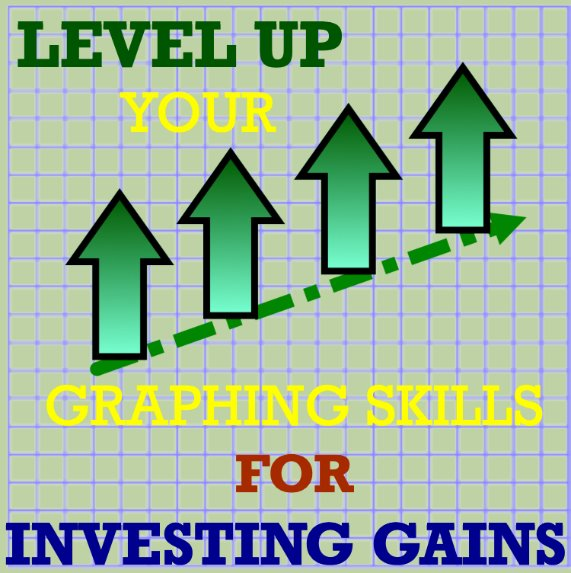 LEVEL UP
YOUR
GRAPHING SKILLS
FOR
INVESTING GAINS